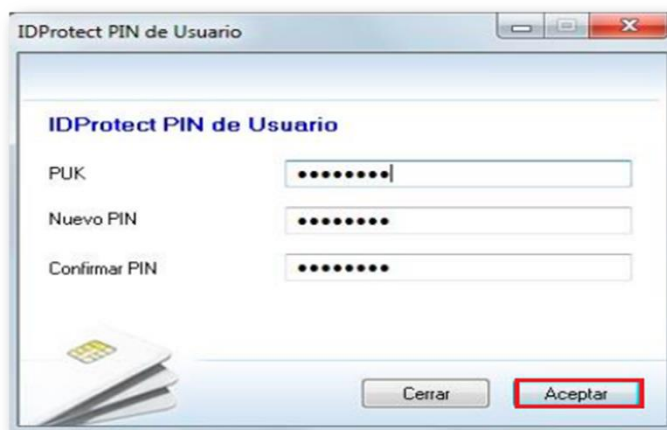 IDProtect PIN de Usuario
IDProtect PIN de Usuario
PUK ••••••••
Nuevo PIN ••••••••
Confirmar PIN ••••••••
Cerrar Aceptar